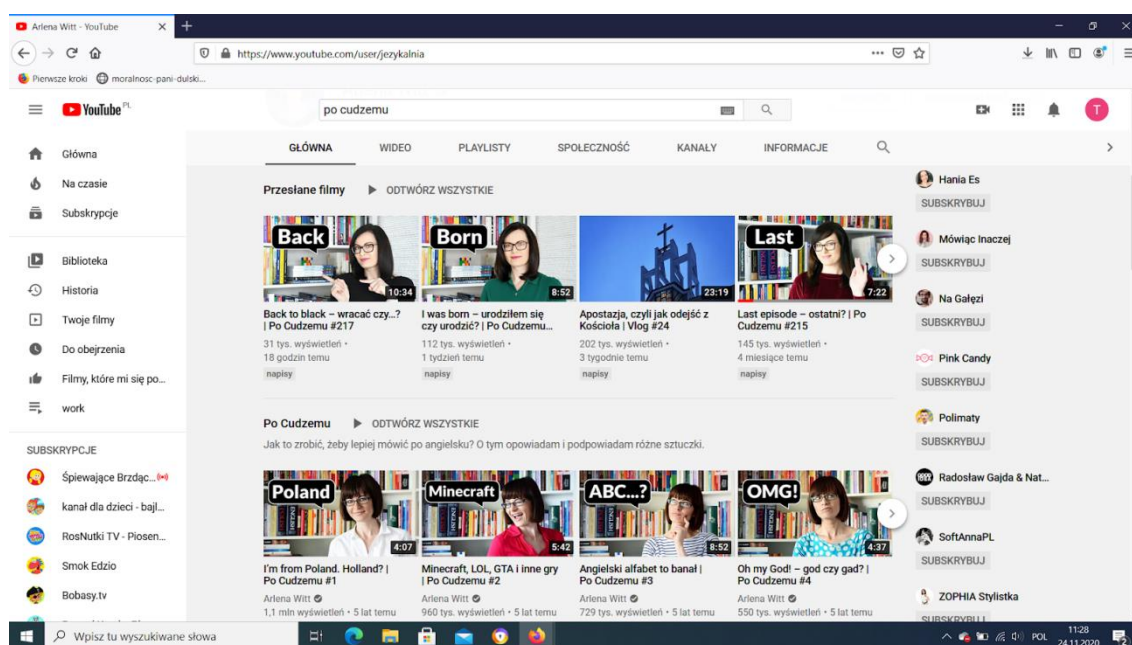 Arlena Witt - YouTube
https://www.youtube.com/user/jezykalnia
Pierwsze kroki moralnosc-pani-dulski...
YouTube PL
po cudzemu
T
GŁÓWNA WIDEO PLAYLISTY SPOŁECZNOŚĆ KANAŁY INFORMACJE
Główna
Na czasie
Subskrypcje
Biblioteka
Historia
Twoje filmy
Do obejrzenia
Filmy, które mi się po...
work
SUBSKRYPCJE
Śpiewające Brzdąc...
kanał dla dzieci - bajl...
RosNutki TV - Piosen...
Smok Edzio
Bobasy.tv
Przesłane filmy ODTWÓRZ WSZYSTKIE
Back
10:34
Back to black – wracać czy...?
| Po Cudzemu #217
31 tys. wyświetleń •
18 godzin temu
napisy
Born
8:52
I was born – urodziłem się
czy urodzić? | Po Cudzemu...
112 tys. wyświetleń •
1 tydzień temu
napisy
23:19
Apostazja, czyli jak odejść z
Kościoła | Vlog #24
202 tys. wyświetleń •
3 tygodnie temu
napisy
Last
7:22
Last episode – ostatni? | Po
Cudzemu #215
145 tys. wyświetleń •
4 miesiące temu
napisy
Po Cudzemu ODTWÓRZ WSZYSTKIE
Jak to zrobić, żeby lepiej mówić po angielsku? O tym opowiadam i podpowiadam różne sztuczki.
Poland
4:07
I'm from Poland. Holland? |
Po Cudzemu #1
Arlena Witt
1,1 mln wyświetleń • 5 lat temu
Minecraft
5:42
Minecraft, LOL, GTA i inne gry
| Po Cudzemu #2
Arlena Witt
960 tys. wyświetleń • 5 lat temu
ABC...?
8:52
Angielski alfabet to banał |
Po Cudzemu #3
Arlena Witt
729 tys. wyświetleń • 5 lat temu
OMG!
4:37
Oh my God! – god czy gad? |
Po Cudzemu #4
Arlena Witt
550 tys. wyświetleń • 5 lat temu
Hania Es
SUBSKRYBUJ
Mówiąc Inaczej
SUBSKRYBUJ
Na Gałęzi
SUBSKRYBUJ
Pink Candy
SUBSKRYBUJ
Polimaty
SUBSKRYBUJ
Radosław Gajda & Nat...
SUBSKRYBUJ
SoftAnnaPL
SUBSKRYBUJ
ZOPHIA Stylistka
SUBSKRYBUJ
Wpisz tu wyszukiwane słowa
POL
11:28
24.11.2020